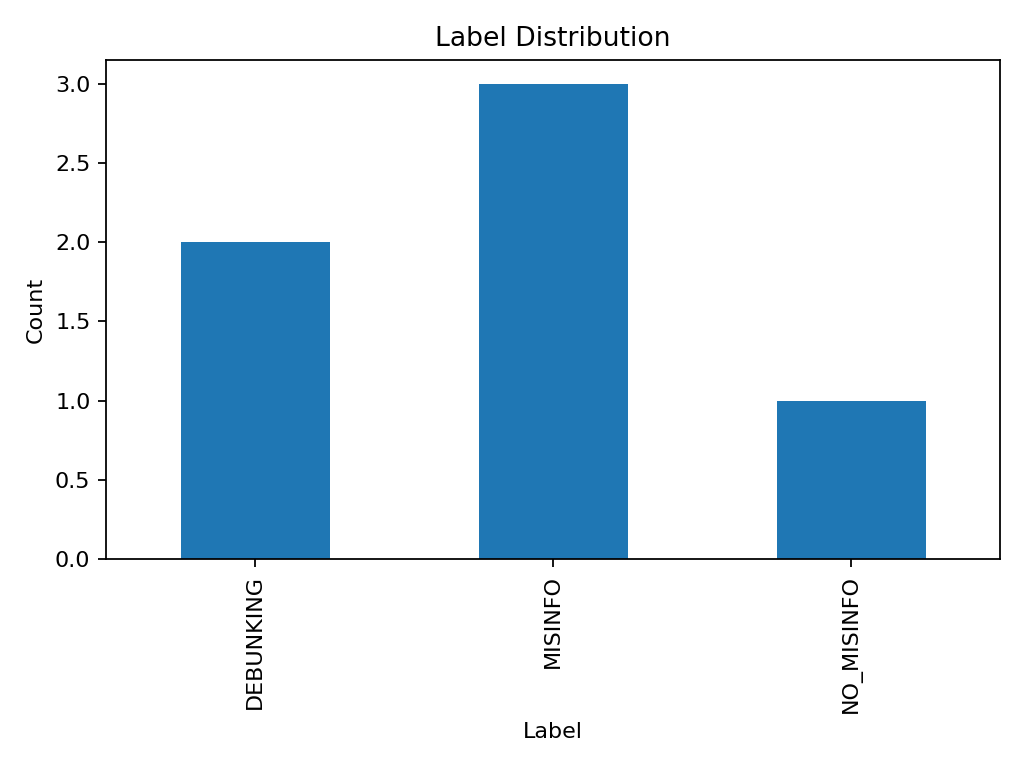 Label Distribution
3.0
2.5
2.0
1.5
1.0
0.5
0.0
Count
DEBUNKING
MISINFO
NO_MISINFO
Label